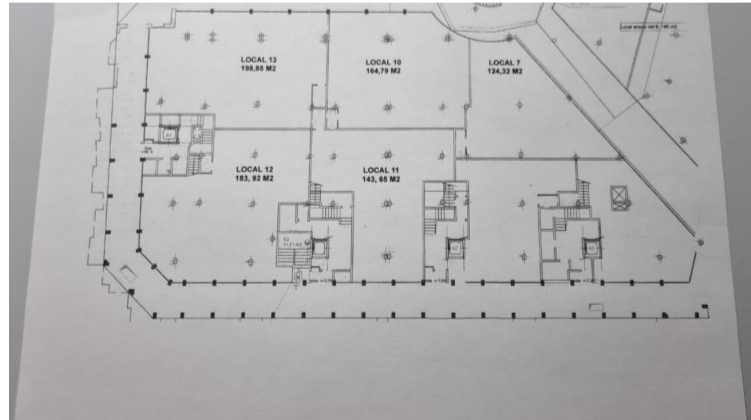 LOCAL 13
198,85 M2
LOCAL 10
164,79 M2
LOCAL 7
124,32 M2
LOCAL 12
183, 92 M2
LOCAL 11
143, 65 M2